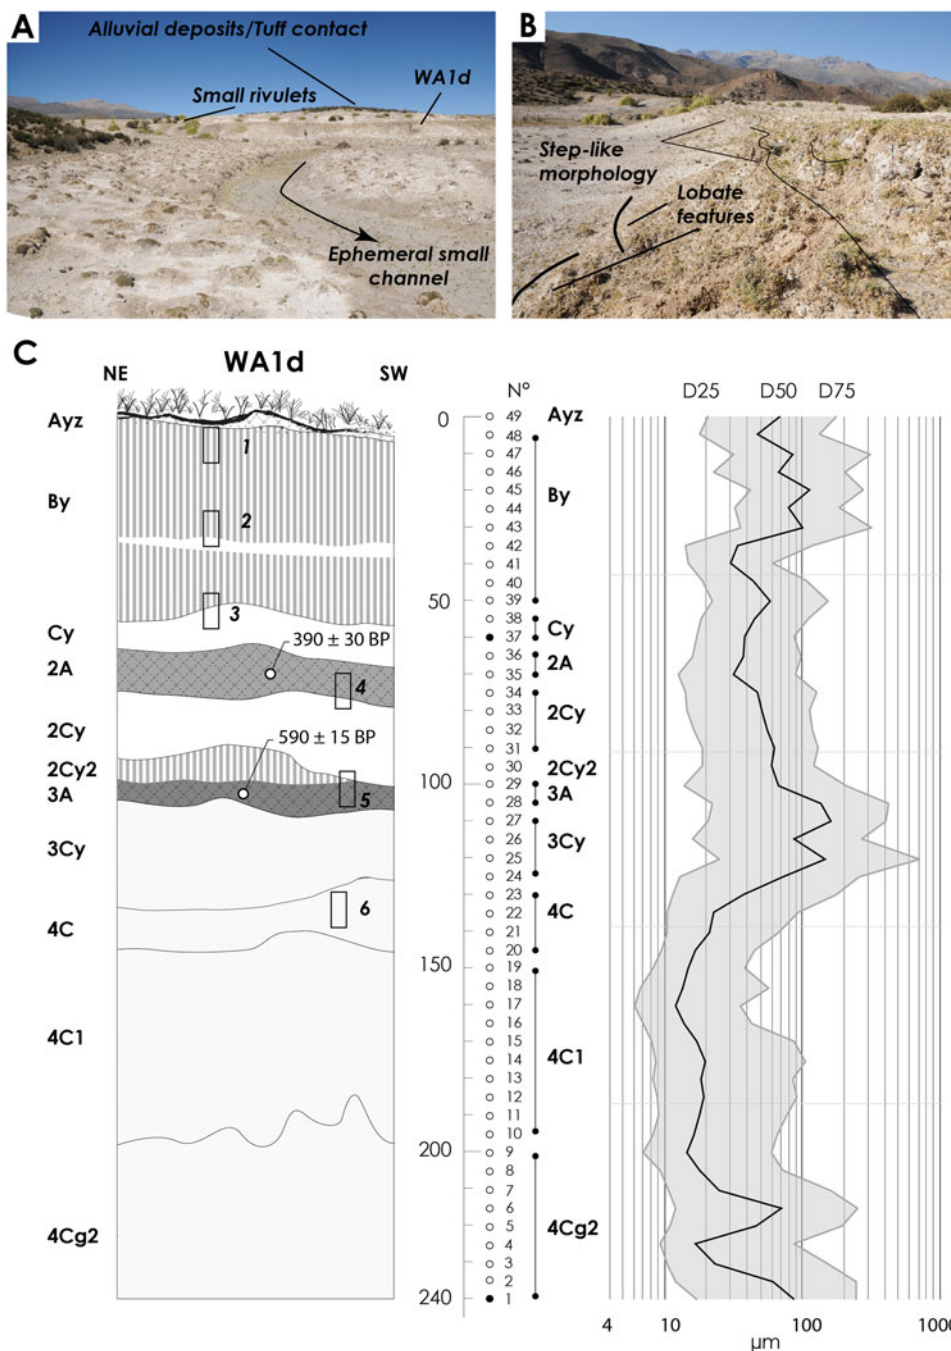 A
Alluvial deposits/Tuff contact
WA1d
Small rivulets
Ephemeral small
channel
B
Step-like
morphology
Lobate
features
C
WA1d
NE
SW
N°
D25
D50
D75
Ayz
0
49
Ayz
48
1
47
46
By
45
By
44
2
43
42
41
40
50
39
3
38
Cy
37
Cy
390 ± 30 BP
36
2A
35
2A
4
34
33
2Cy
2Cy
32
590 ± 15 BP
31
2Cy2
30
2Cy2
100
29
3A
5
28
3A
27
3Cy
26
3Cy
25
24
6
23
22
4C
4C
21
20
150
19
18
17
16
4C1
15
4C1
14
13
12
11
10
200
9
8
7
6
5
4Cg2
4Cg2
4
3
2
240
1
4
10
100
1000
µm